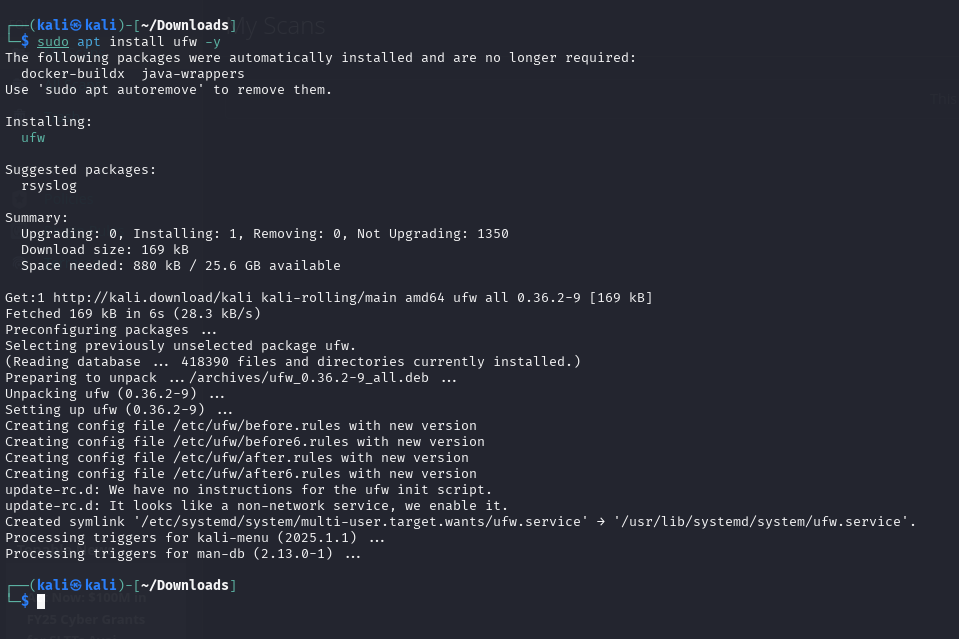 My Scans
┌──(kali㉿kali)-[~/Downloads]
└─$ sudo apt install ufw -y
The following packages were automatically installed and are no longer required:
  docker-buildx  java-wrappers
Use 'sudo apt autoremove' to remove them.

Installing:
  ufw

Suggested packages:
  rsyslog

Summary:
  Upgrading: 0, Installing: 1, Removing: 0, Not Upgrading: 1350
  Download size: 169 kB
  Space needed: 880 kB / 25.6 GB available

Get:1 http://kali.download/kali kali-rolling/main amd64 ufw all 0.36.2-9 [169 kB]
Fetched 169 kB in 6s (28.3 kB/s)
Preconfiguring packages ...
Selecting previously unselected package ufw.
(Reading database ... 418390 files and directories currently installed.)
Preparing to unpack .../archives/ufw_0.36.2-9_all.deb ...
Unpacking ufw (0.36.2-9) ...
Setting up ufw (0.36.2-9) ...
Creating config file /etc/ufw/before.rules with new version
Creating config file /etc/ufw/before6.rules with new version
Creating config file /etc/ufw/after.rules with new version
Creating config file /etc/ufw/after6.rules with new version
update-rc.d: We have no instructions for the ufw init script.
update-rc.d: It looks like a non-network service, we enable it.
Created symlink '/etc/systemd/system/multi-user.target.wants/ufw.service' → '/usr/lib/systemd/system/ufw.service'.
Processing triggers for kali-menu (2025.1.1) ...
Processing triggers for man-db (2.13.0-1) ...

┌──(kali㉿kali)-[~/Downloads]
└─$
FY25 Cyber Grants